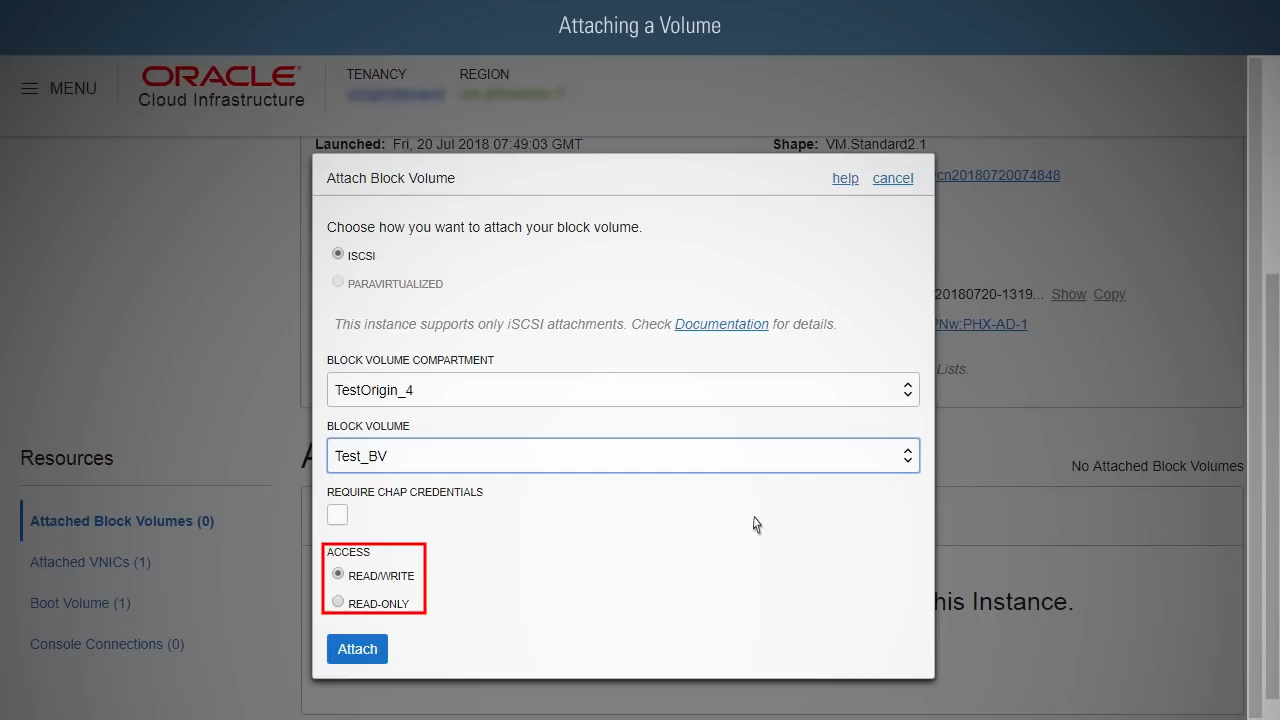 Attaching a Volume
MENU
ORACLE
Cloud Infrastructure
TENANCY
REGION
Launched: Fri, 20 Jul 2018 07:49:03 GMT
Shape: VM.Standard2.1
Attach Block Volume
help
cancel
cn20180720074848
Choose how you want to attach your block volume.
ISCSI
PARAVIRTUALIZED
20180720-1319... Show Copy
This instance supports only iSCSI attachments. Check Documentation for details.
PNw:PHX-AD-1
BLOCK VOLUME COMPARTMENT
Lists.
TestOrigin_4
BLOCK VOLUME
Test_BV
Resources
No Attached Block Volumes
REQUIRE CHAP CREDENTIALS
Attached Block Volumes (0)
ACCESS
Attached VNICs (1)
READ/WRITE
Boot Volume (1)
READ-ONLY
his Instance.
Console Connections (0)
Attach